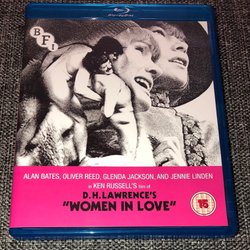 BFI
ALAN BATES, OLIVER REED, GLENDA JACKSON, AND JENNIE LINDEN
IN KEN RUSSELL'S film of
D.H. LAWRENCE'S
"WOMEN IN LOVE"
15